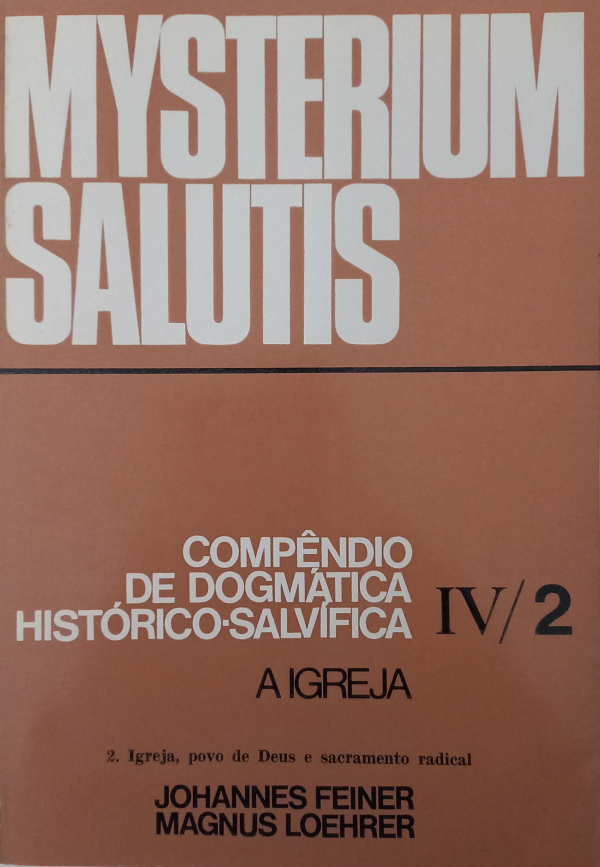 MYSTERIUM
SALUTIS
COMPÊNDIO
DE DOGMÁTICA
HISTÓRICO-SALVÍFICA IV/2
A IGREJA
2. Igreja, povo de Deus e sacramento radical
JOHANNES FEINER
MAGNUS LOEHRER